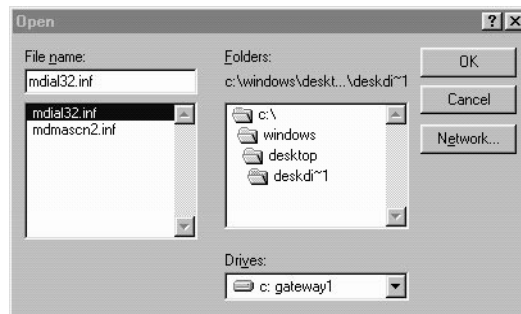 Open
File name:
mdial32.inf
mdial32.inf
mdmascn2.inf
Folders:
c:\windows\deskt...\deskdi~1
c:\
windows
desktop
deskdi~1
Drives:
c: gateway1
OK
Cancel
Network...